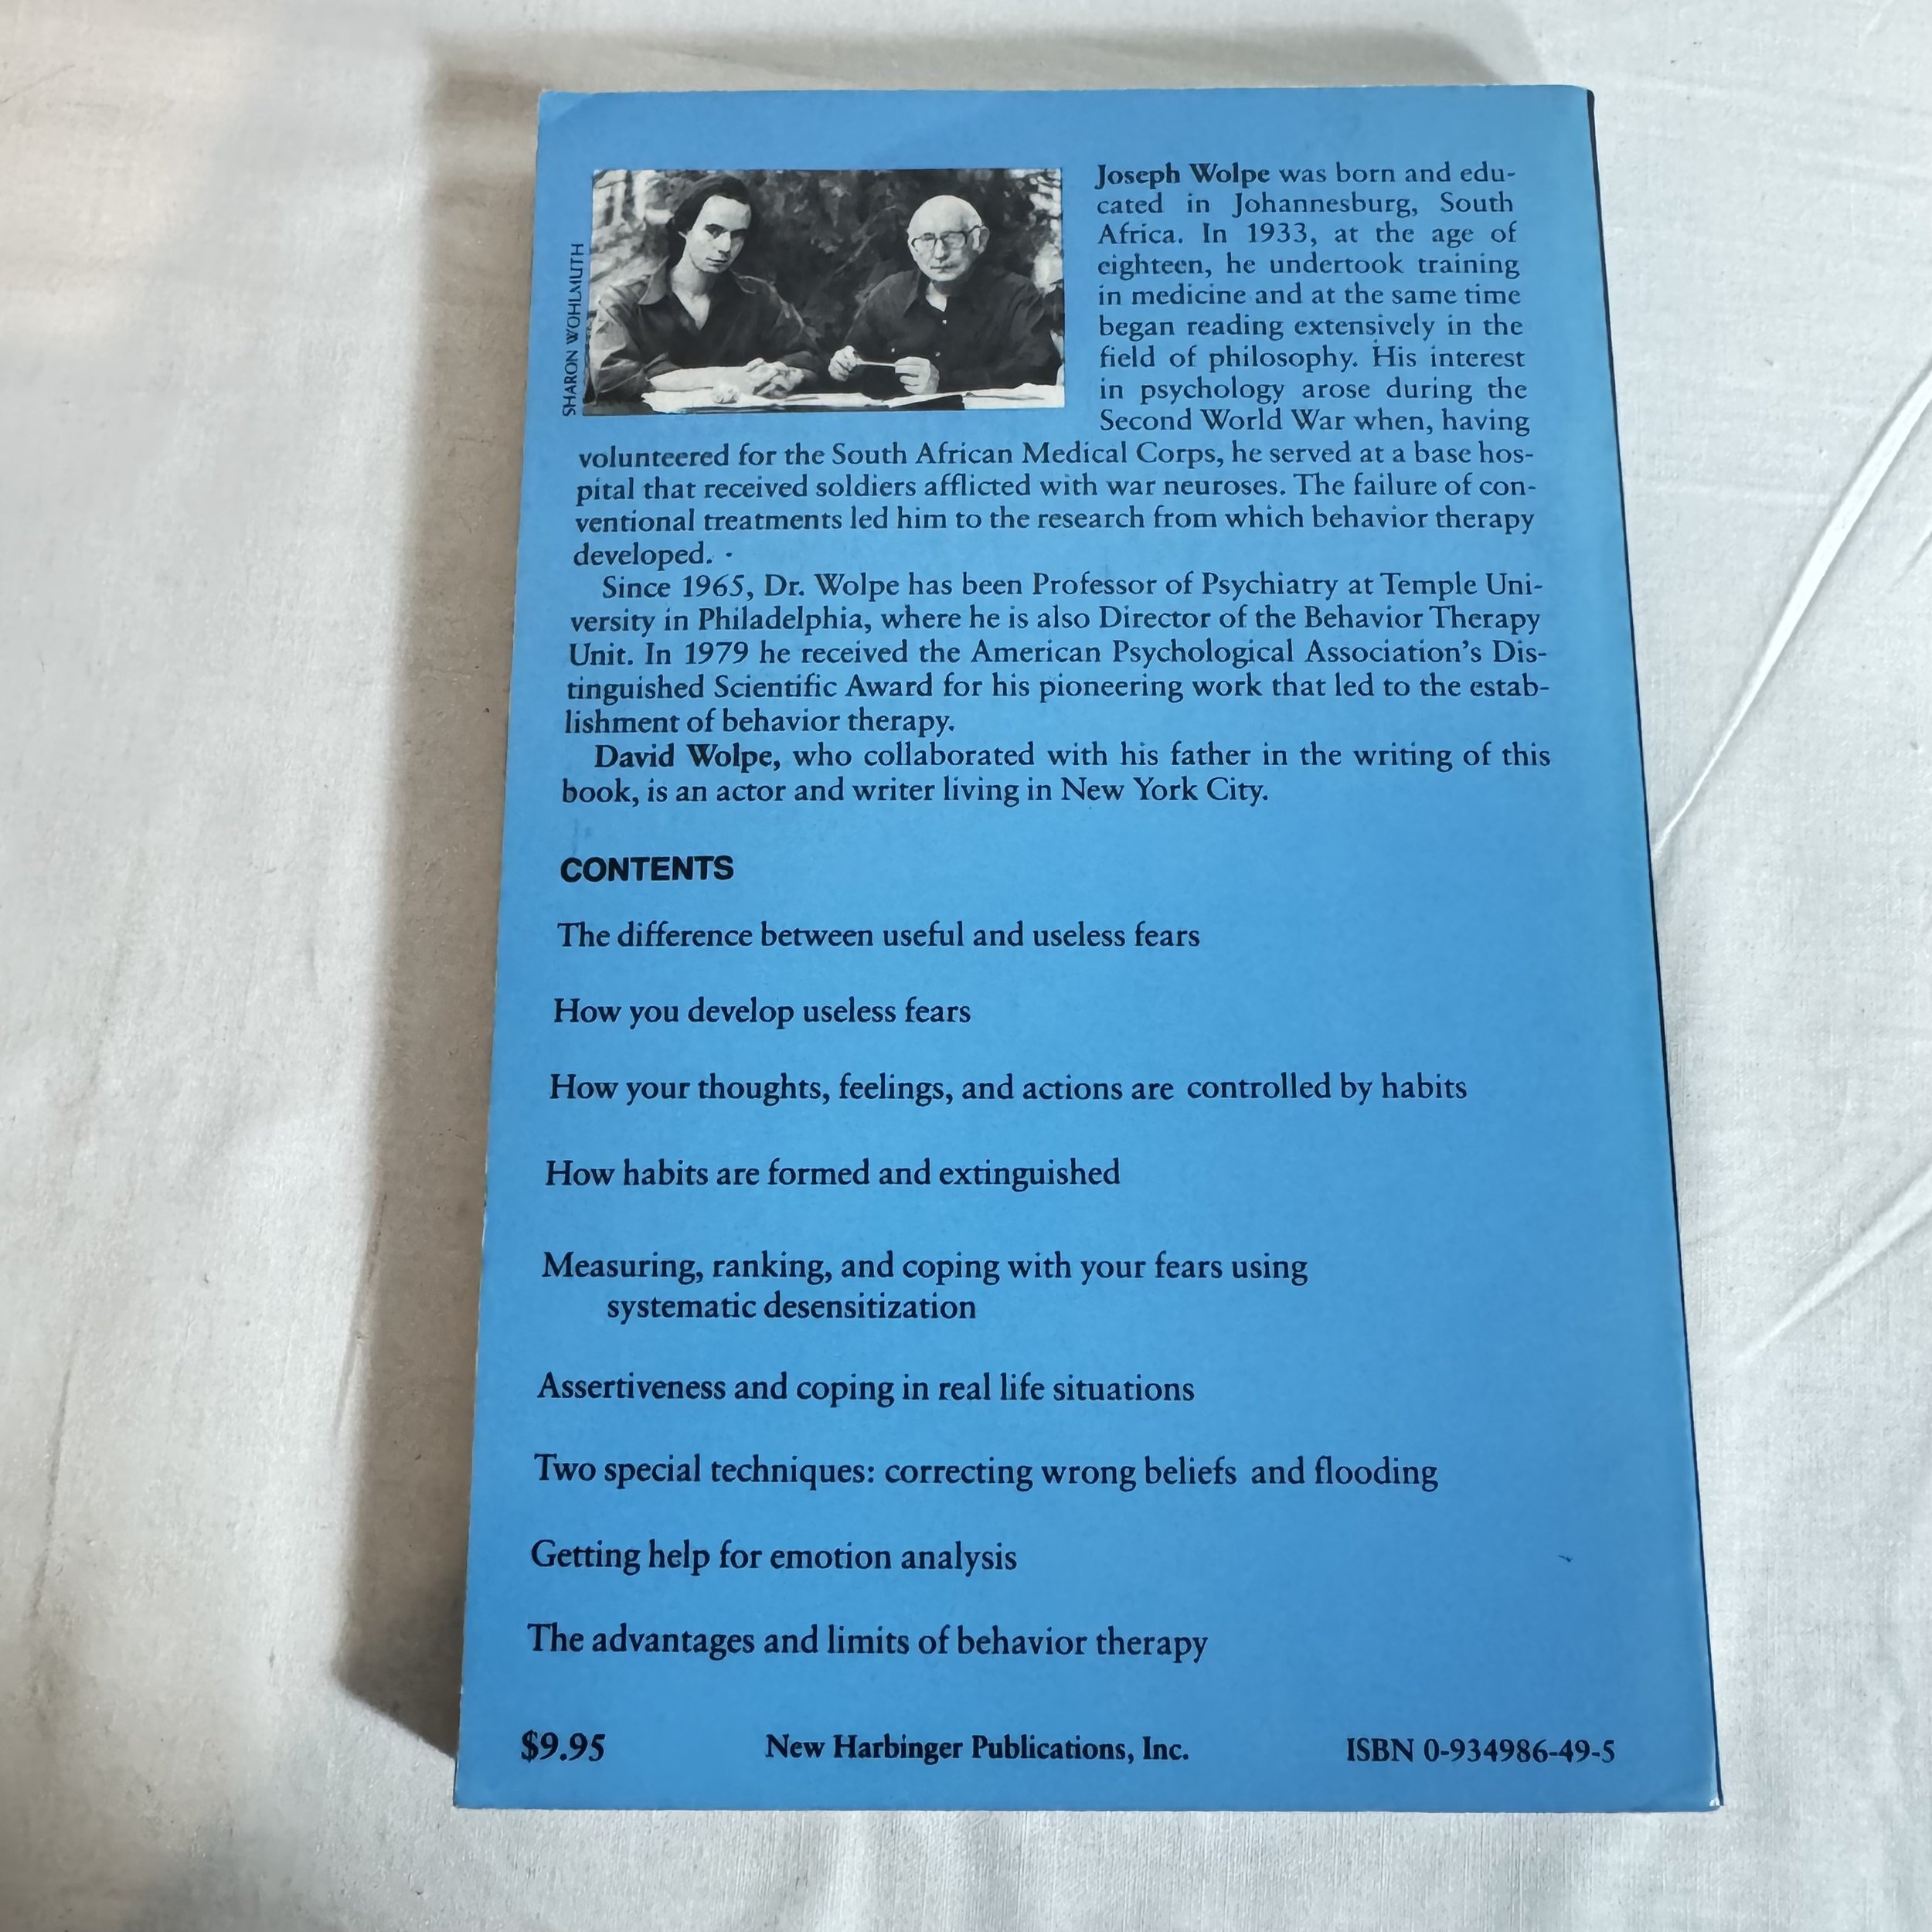 SHARON WOHLMUTH
Joseph Wolpe was born and edu-
cated in Johannesburg, South
Africa. In 1933, at the age of
eighteen, he undertook training
in medicine and at the same time
began reading extensively in the
field of philosophy. His interest
in psychology arose during the
Second World War when, having
volunteered for the South African Medical Corps, he served at a base hos-
pital that received soldiers afflicted with war neuroses. The failure of con-
ventional treatments led him to the research from which behavior therapy
developed.
Since 1965, Dr. Wolpe has been Professor of Psychiatry at Temple Uni-
versity in Philadelphia, where he is also Director of the Behavior Therapy
Unit. In 1979 he received the American Psychological Association's Dis-
tinguished Scientific Award for his pioneering work that led to the estab-
lishment of behavior therapy.
David Wolpe, who collaborated with his father in the writing of this
book, is an actor and writer living in New York City.
CONTENTS
The difference between useful and useless fears
How you develop useless fears
How your thoughts, feelings, and actions are controlled by habits
How habits are formed and extinguished
Measuring, ranking, and coping with your fears using
systematic desensitization
Assertiveness and coping in real life situations
Two special techniques: correcting wrong beliefs and flooding
Getting help for emotion analysis
The advantages and limits of behavior therapy
$9.95 New Harbinger Publications, Inc. ISBN 0-934986-49-5